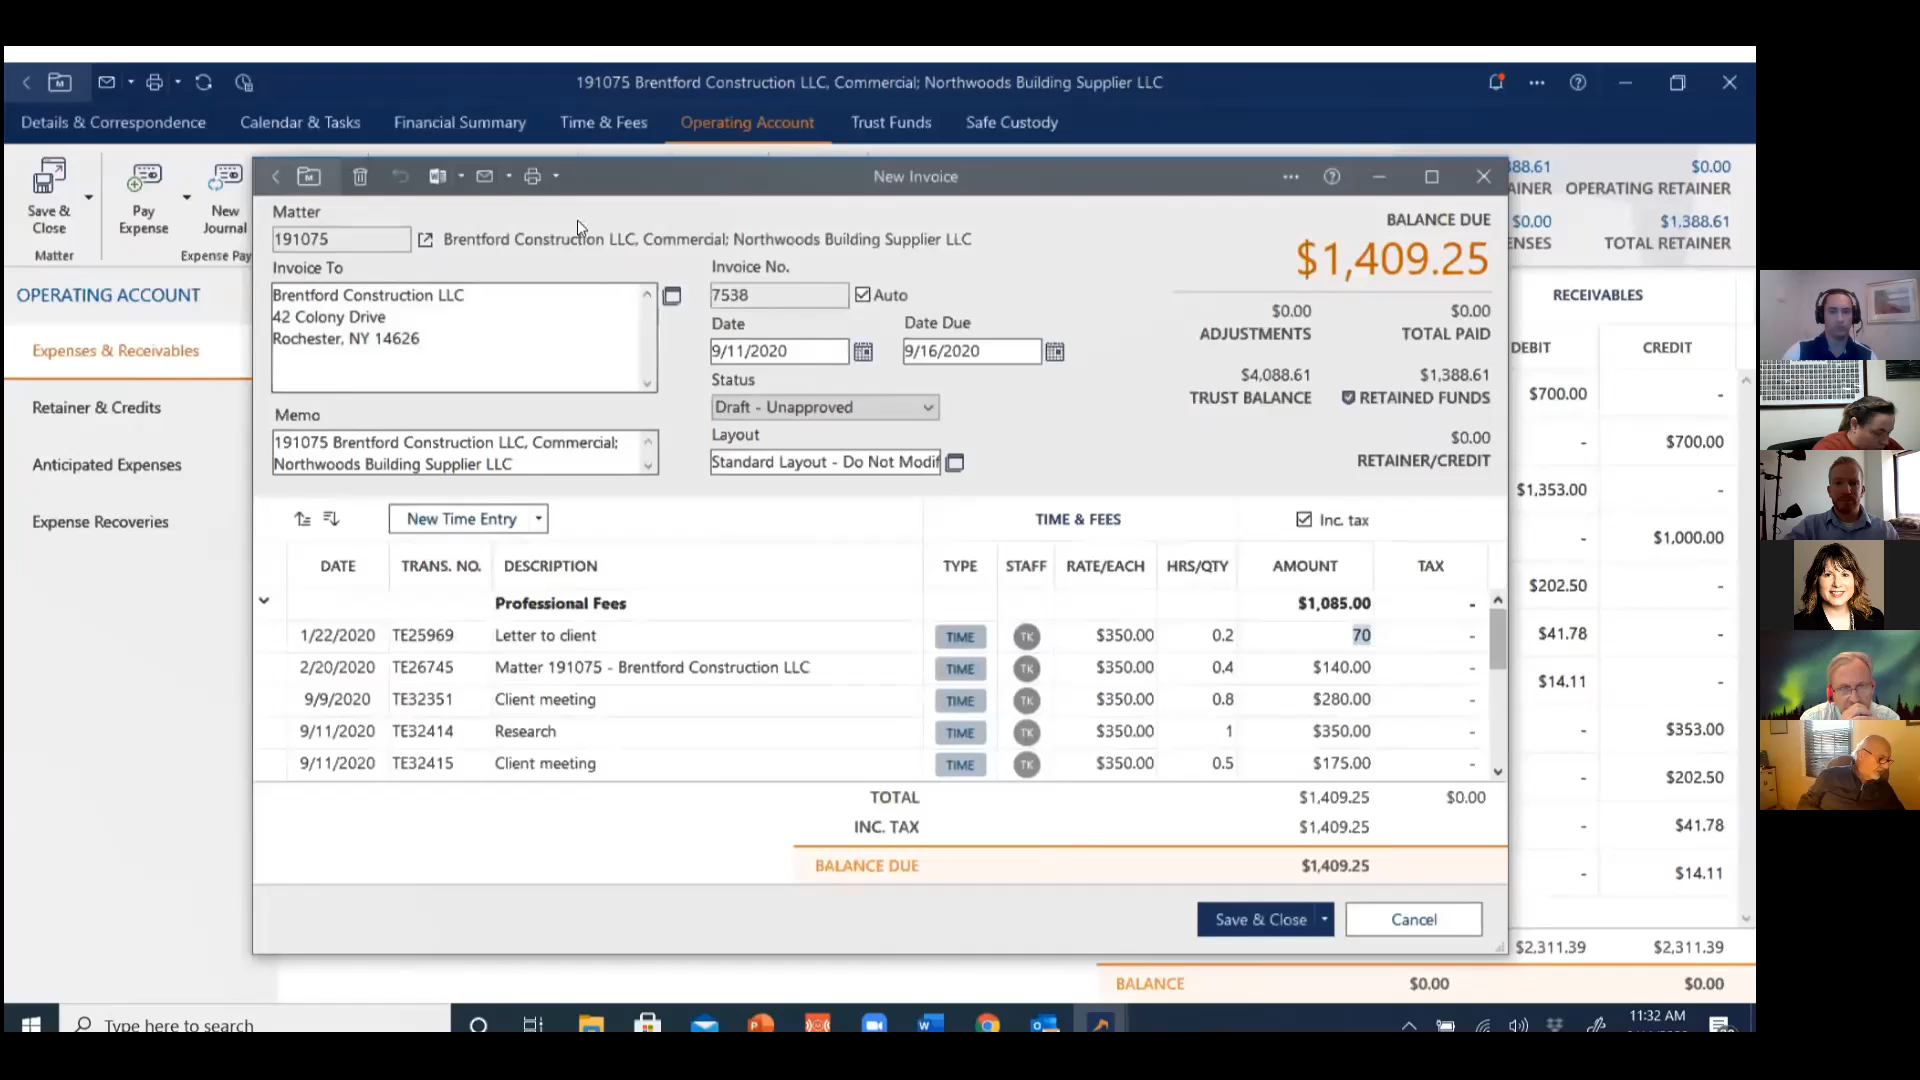 191075 Brentford Construction LLC, Commercial; Northwoods Building Supplier LLC
Details & Correspondence
Calendar & Tasks
Financial Summary
Time & Fees
Operating Account
Trust Funds
Safe Custody
Save & Close
Matter
Pay Expense
New Journal
Expense Pay
88.61
AINER
$0.00
OPERATING RETAINER
$0.00
ENSES
$1,388.61
TOTAL RETAINER
OPERATING ACCOUNT
Expenses & Receivables
Retainer & Credits
Anticipated Expenses
Expense Recoveries
New Invoice
Matter
191075
Brentford Construction LLC, Commercial; Northwoods Building Supplier LLC
Invoice To
Brentford Construction LLC
42 Colony Drive
Rochester, NY 14626
Memo
191075 Brentford Construction LLC, Commercial;
Northwoods Building Supplier LLC
Invoice No.
7538
Auto
Date
9/11/2020
Date Due
9/16/2020
Status
Draft - Unapproved
Layout
Standard Layout - Do Not Modif
BALANCE DUE
$1,409.25
$0.00
ADJUSTMENTS
$0.00
TOTAL PAID
$4,088.61
TRUST BALANCE
$1,388.61
RETAINED FUNDS
$0.00
RETAINER/CREDIT
New Time Entry
TIME & FEES
Inc. tax
DATE TRANS. NO. DESCRIPTION TYPE STAFF RATE/EACH HRS/QTY AMOUNT TAX
Professional Fees $1,085.00 -
1/22/2020 TE25969 Letter to client TIME TK $350.00 0.2 70 -
2/20/2020 TE26745 Matter 191075 - Brentford Construction LLC TIME TK $350.00 0.4 $140.00 -
9/9/2020 TE32351 Client meeting TIME TK $350.00 0.8 $280.00 -
9/11/2020 TE32414 Research TIME TK $350.00 1 $350.00 -
9/11/2020 TE32415 Client meeting TIME TK $350.00 0.5 $175.00 -
TOTAL $1,409.25 $0.00
INC. TAX $1,409.25
BALANCE DUE $1,409.25
Save & Close
Cancel
RECEIVABLES
DEBIT CREDIT
$700.00 -
- $700.00
$1,353.00 -
- $1,000.00
$202.50 -
$41.78 -
$14.11 -
- $353.00
- $202.50
- $41.78
- $14.11
$2,311.39 $2,311.39
BALANCE $0.00 $0.00
Type here to search
11:32 AM